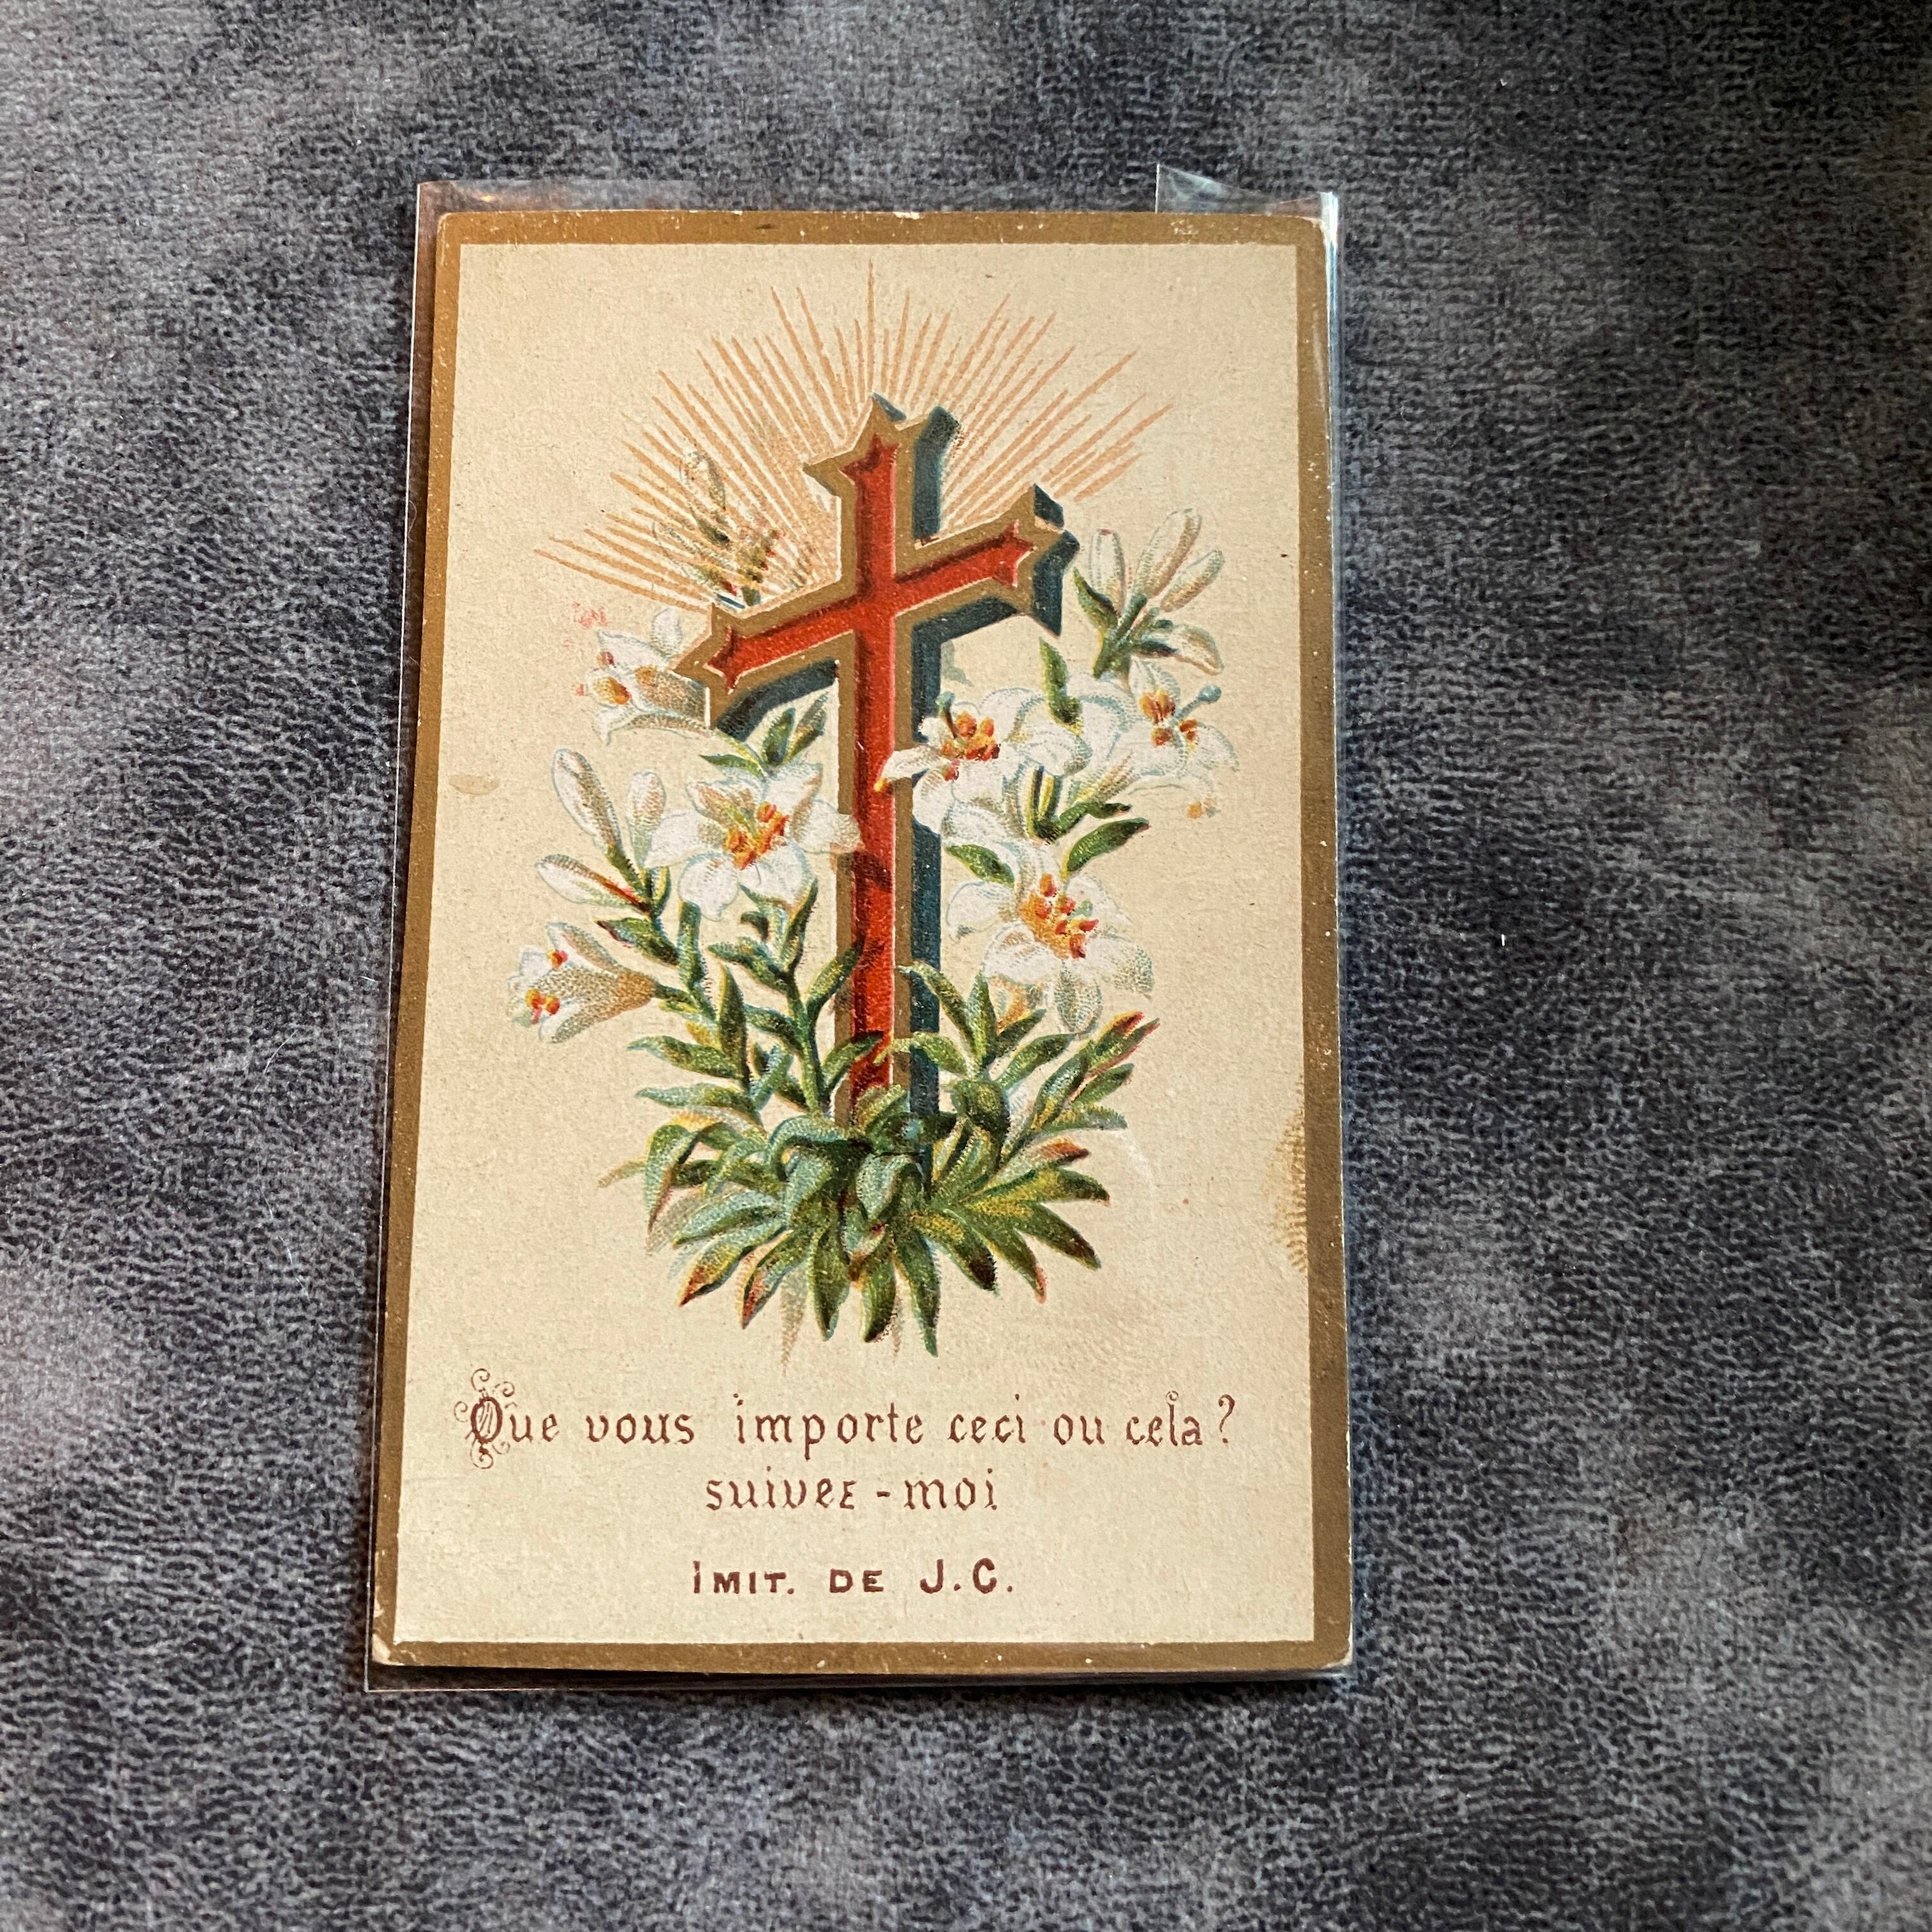 Que vous importe ceci ou cela?
suivez-moi
IMIT. DE J.C.